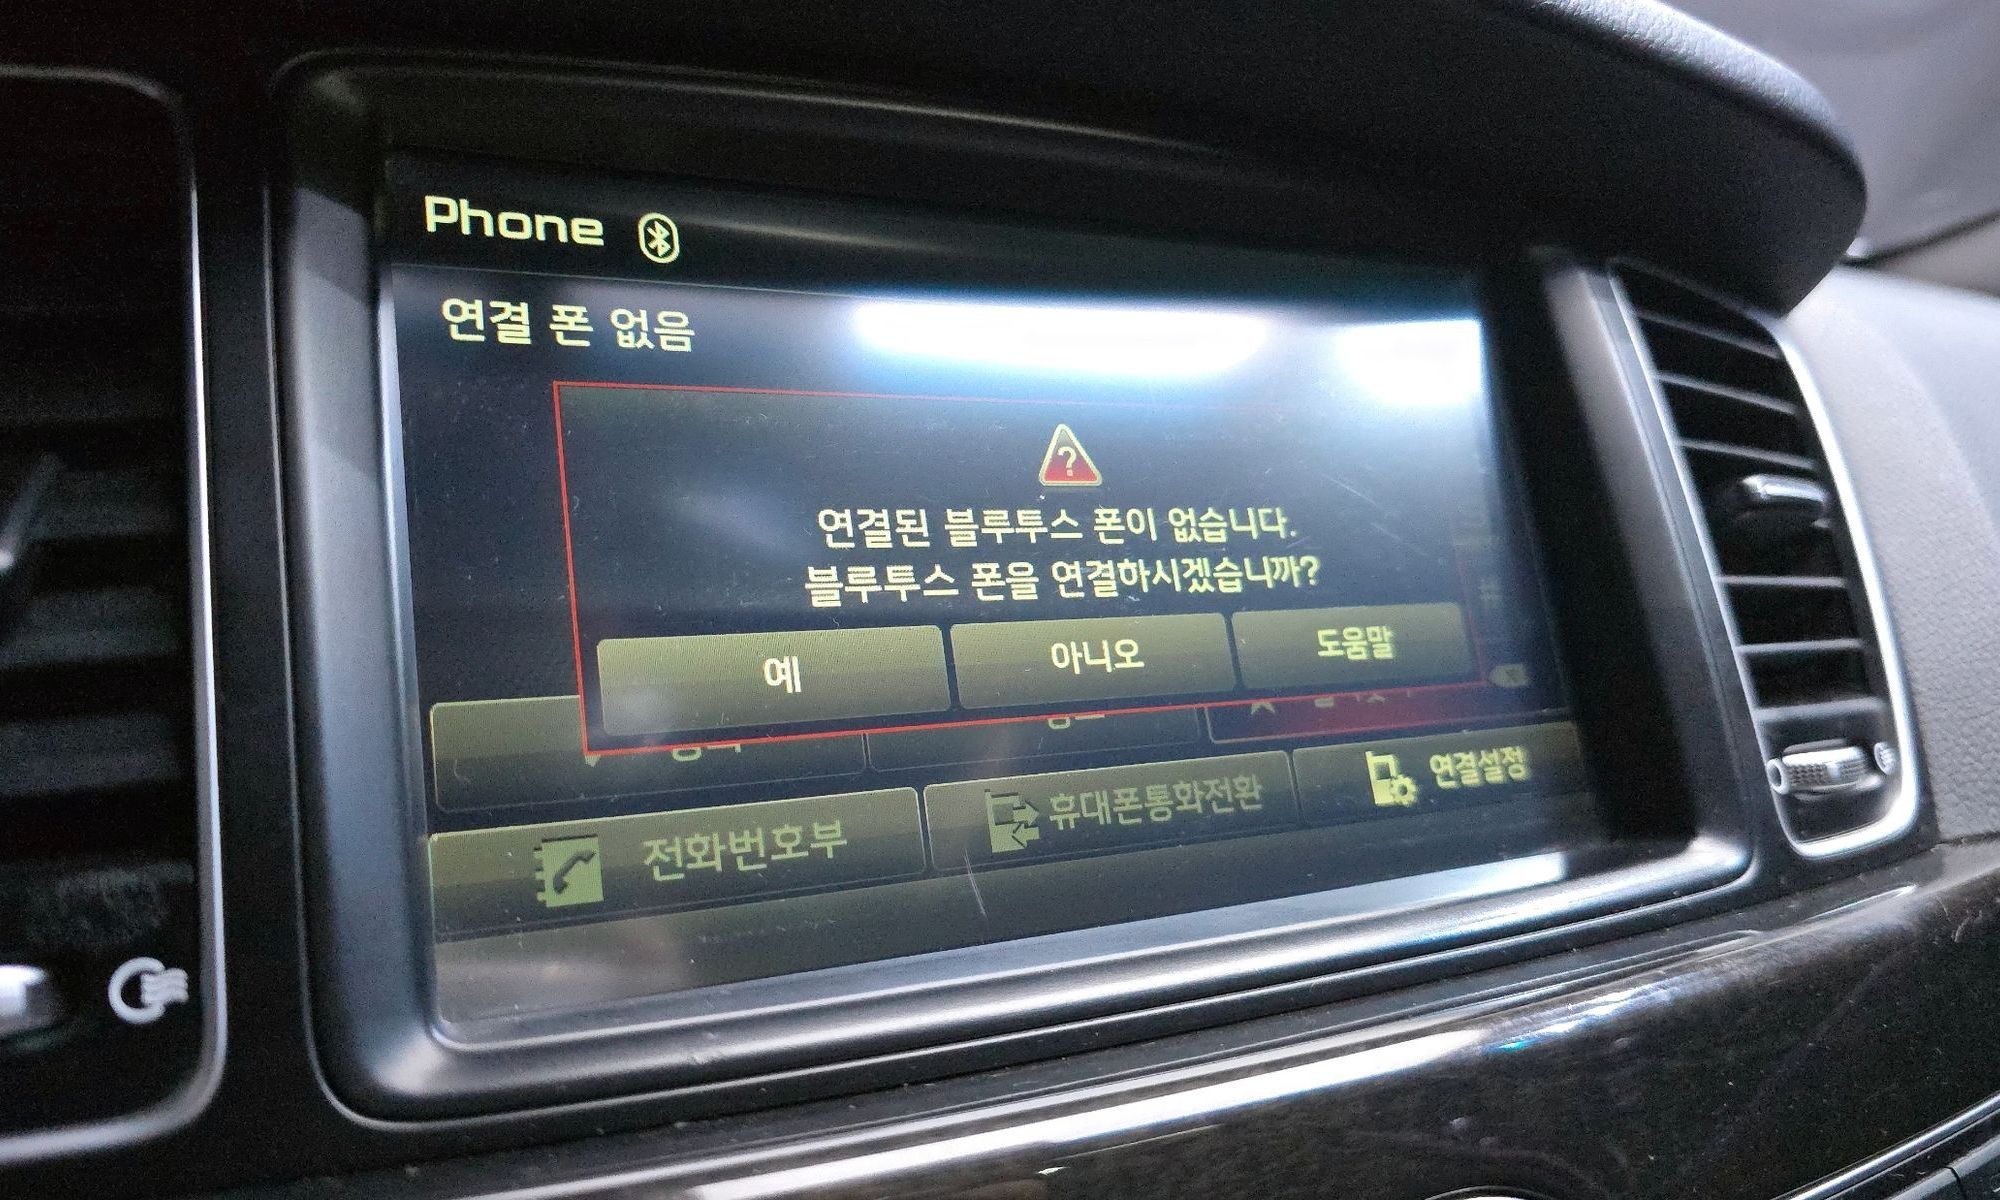 Phone
연결 폰 없음
연결된 블루투스 폰이 없습니다.
블루투스 폰을 연결하시겠습니까?
예
아니오
도움말
전화번호부
휴대폰통화전환
연결설정